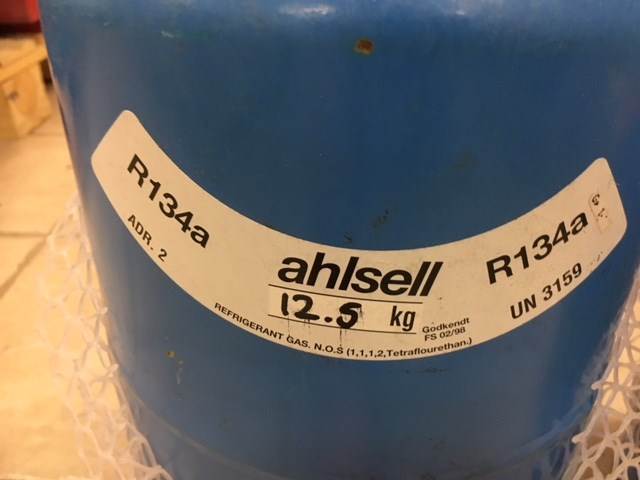 R134a
ADR. 2
ahlsell
12.5 kg
Godkendt
FS 02/98
REFRIGERANT GAS. N.O.S (1,1,1,2,Tetraflourethan.)
R134a
UN 3159